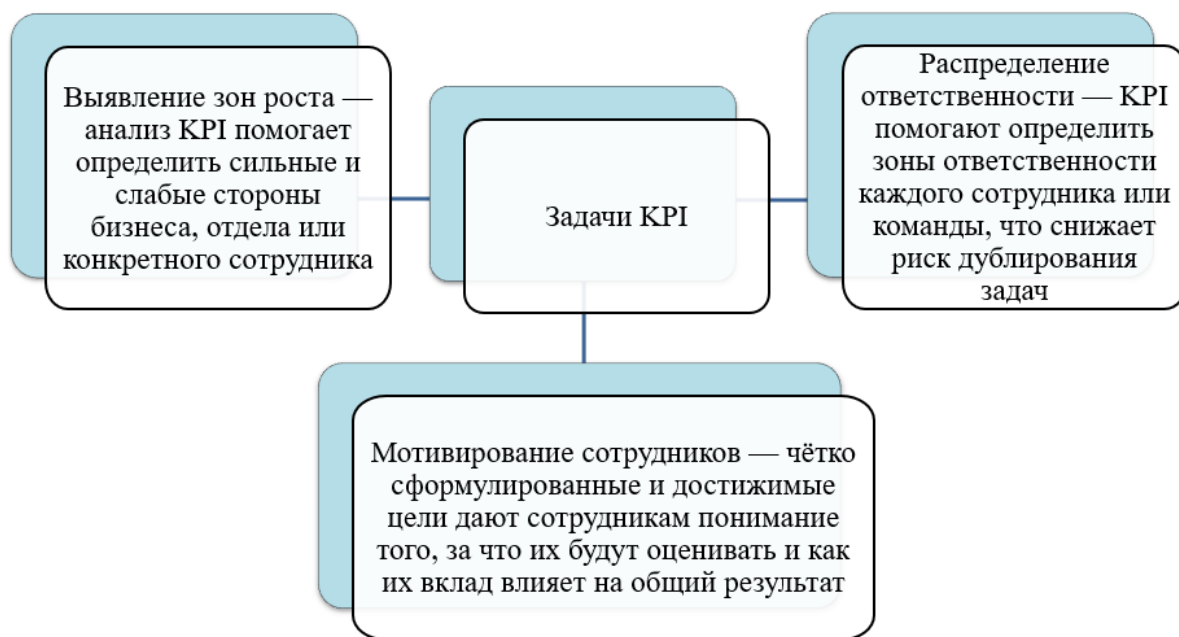 Выявление зон роста —
анализ KPI помогает
определить сильные и
слабые стороны
бизнеса, отдела или
конкретного сотрудника
Задачи KPI
Распределение
ответственности — KPI
помогают определить
зоны ответственности
каждого сотрудника или
команды, что снижает
риск дублирования
задач
Мотивирование сотрудников — чётко
сформулированные и достижимые
цели дают сотрудникам понимание
того, за что их будут оценивать и как
их вклад влияет на общий результат